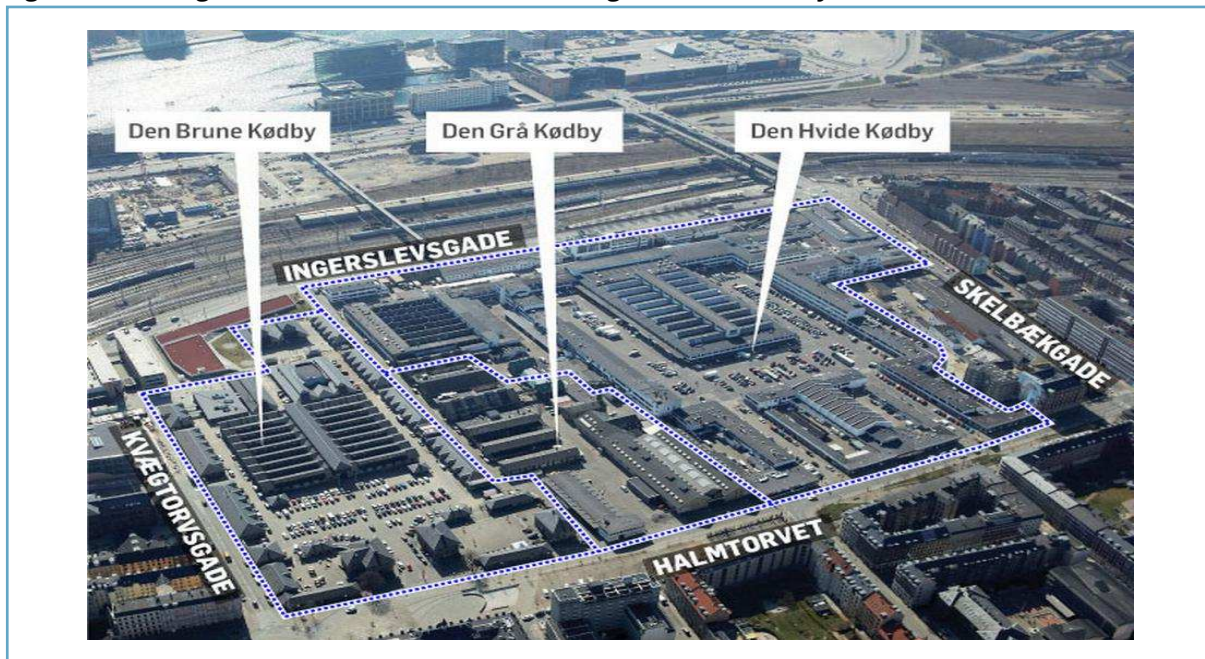 Den Brune Kødby
Den Grå Kødby
Den Hvide Kødby
INGERSLEVSGADE
SKELBÆKGADE
KVÆGTORVSGADE
HALMTORVET